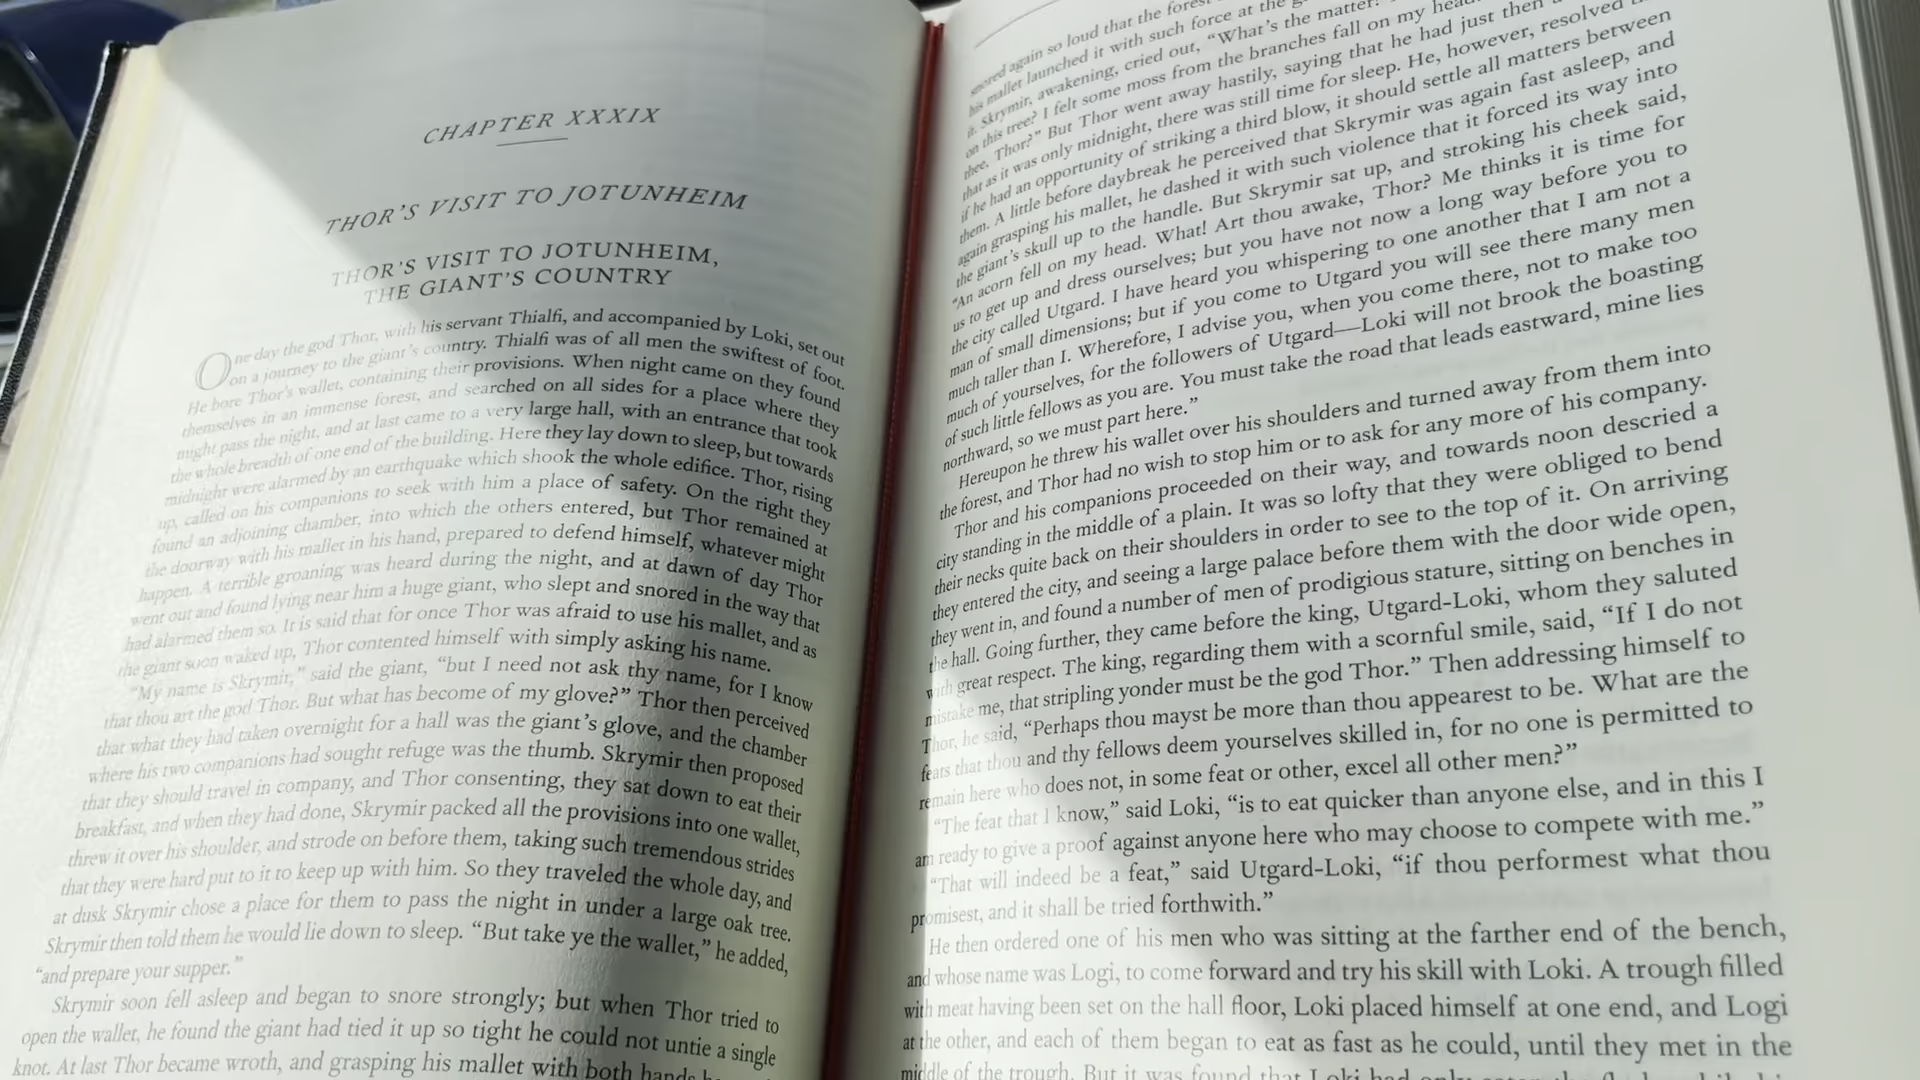 CHAPTER XXXIX
THOR'S VISIT TO JOTUNHEIM
THOR'S VISIT TO JOTUNHEIM,
THE GIANT'S COUNTRY
One day the god Thor, with his servant Thialfi, and accompanied by Loki, set out
on a journey to the giant's country. Thialfi was of all men the swiftest of foot.
He bore Thor's wallet, containing their provisions. When night came on they found
themselves in an immense forest, and searched on all sides for a place where they
might pass the night, and at last came to a very large hall, with an entrance that took
the whole breadth of one end of the building. Here they lay down to sleep, but towards
midnight were alarmed by an earthquake which shook the whole edifice. Thor, rising
up, called on his companions to seek with him a place of safety. On the right they
found an adjoining chamber, into which the others entered, but Thor remained at
the doorway with his mallet in his hand, prepared to defend himself, whatever might
happen. A terrible groaning was heard during the night, and at dawn of day Thor
went out and found lying near him a huge giant, who slept and snored in the way that
had alarmed them so. It is said that for once Thor was afraid to use his mallet, and as
the giant soon waked up, Thor contented himself with simply asking his name.
“My name is Skrymir,” said the giant, “but I need not ask thy name, for I know
that thou art the god Thor. But what has become of my glove?” Thor then perceived
that what they had taken overnight for a hall was the giant's glove, and the chamber
where his two companions had sought refuge was the thumb. Skrymir then proposed
that they should travel in company, and Thor consenting, they sat down to eat their
breakfast, and when they had done, Skrymir packed all the provisions into one wallet,
threw it over his shoulder, and strode on before them, taking such tremendous strides
that they were hard put to it to keep up with him. So they traveled the whole day, and
at dusk Skrymir chose a place for them to pass the night in under a large oak tree.
Skrymir then told them he would lie down to sleep. “But take ye the wallet,” he added,
“and prepare your supper.”
Skrymir soon fell asleep and began to snore strongly; but when Thor tried to
open the wallet, he found the giant had tied it up so tight he could not untie a single
knot. At last Thor became wroth, and grasping his mallet with both hands
snored again so loud that the forest
his mallet launched it with such force at the
it. Skrymir, awakening, cried out, “What's the matter?
on this tree? I felt some moss from the branches fall on my head
thee, Thor?” But Thor went away hastily, saying that he had just then
that as it was only midnight, there was still time for sleep. He, however, resolved
if he had an opportunity of striking a third blow, it should settle all matters between
them. A little before daybreak he perceived that Skrymir was again fast asleep, and
again grasping his mallet, he dashed it with such violence that it forced its way into
the giant's skull up to the handle. But Skrymir sat up, and stroking his cheek said,
“An acorn fell on my head. What! Art thou awake, Thor? Me thinks it is time for
us to get up and dress ourselves; but you have not now a long way before you to
the city called Utgard. I have heard you whispering to one another that I am not a
man of small dimensions; but if you come to Utgard you will see there many men
much taller than I. Wherefore, I advise you, when you come there, not to make too
much of yourselves, for the followers of Utgard—Loki will not brook the boasting
of such little fellows as you are. You must take the road that leads eastward, mine lies
northward, so we must part here.”
Hereupon he threw his wallet over his shoulders and turned away from them into
the forest, and Thor had no wish to stop him or to ask for any more of his company.
Thor and his companions proceeded on their way, and towards noon descried a
city standing in the middle of a plain. It was so lofty that they were obliged to bend
their necks quite back on their shoulders in order to see to the top of it. On arriving
they entered the city, and seeing a large palace before them with the door wide open,
they went in, and found a number of men of prodigious stature, sitting on benches in
the hall. Going further, they came before the king, Utgard-Loki, whom they saluted
with great respect. The king, regarding them with a scornful smile, said, “If I do not
mistake me, that stripling yonder must be the god Thor.” Then addressing himself to
Thor, he said, “Perhaps thou mayst be more than thou appearest to be. What are the
fears that thou and thy fellows deem yourselves skilled in, for no one is permitted to
remain here who does not, in some feat or other, excel all other men?”
“The feat that I know,” said Loki, “is to eat quicker than anyone else, and in this I
am ready to give a proof against anyone here who may choose to compete with me.”
“That will indeed be a feat,” said Utgard-Loki, “if thou performest what thou
promisest, and it shall be tried forthwith.”
He then ordered one of his men who was sitting at the farther end of the bench,
and whose name was Logi, to come forward and try his skill with Loki. A trough filled
with meat having been set on the hall floor, Loki placed himself at one end, and Logi
at the other, and each of them began to eat as fast as he could, until they met in the
middle of the trough. But it was found that Loki had only